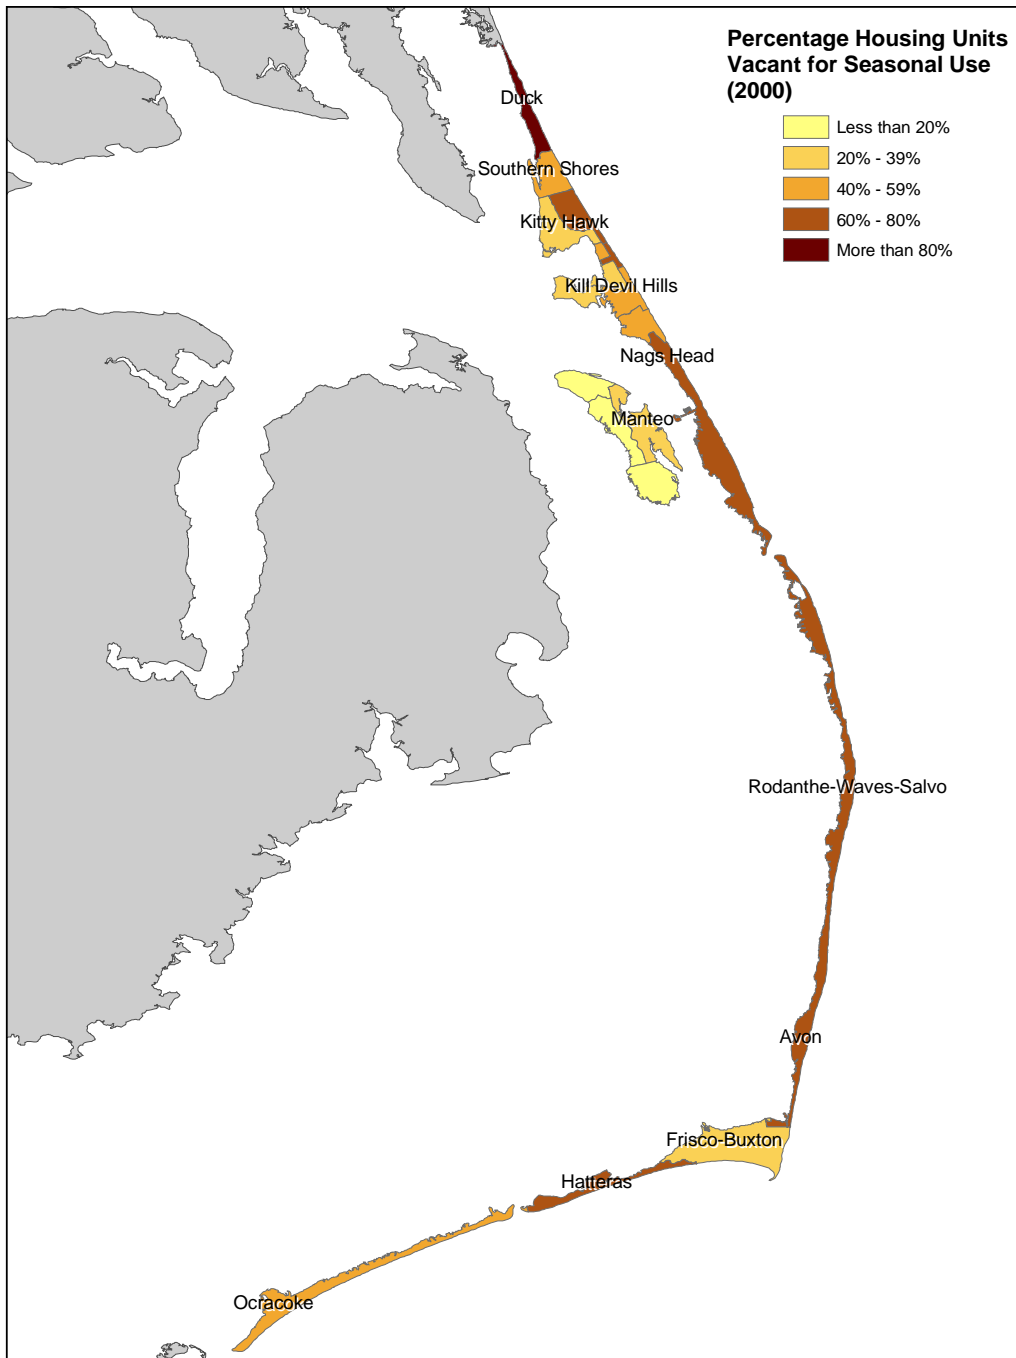 Percentage Housing Units
Vacant for Seasonal Use
(2000)
Less than 20%
20% - 39%
40% - 59%
60% - 80%
More than 80%
Duck
Southern Shores
Kitty Hawk
Kill Devil Hills
Nags Head
Manteo
Rodanthe-Waves-Salvo
Avon
Frisco-Buxton
Hatteras
Ocracoke